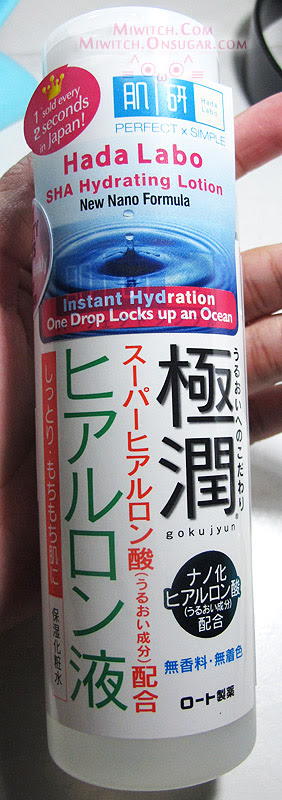 Miwitch.Com
Miwitch.Onsugar.com
1 sold every
2 seconds
in Japan!
肌研
Hada
Labo
PERFECT x SIMPLE
Hada Labo
SHA Hydrating Lotion
New Nano Formula
Instant Hydration
One Drop Locks up an Ocean
うるおいへのこだわり
極潤
gokujyun
スーパーヒアルロン酸(うるおい成分)配合
ヒアルロン液
しっとり・もちもち肌に
保湿化粧水
ナノ化
ヒアルロン酸
(うるおい成分)
配合
無香料・無着色
ロート製薬